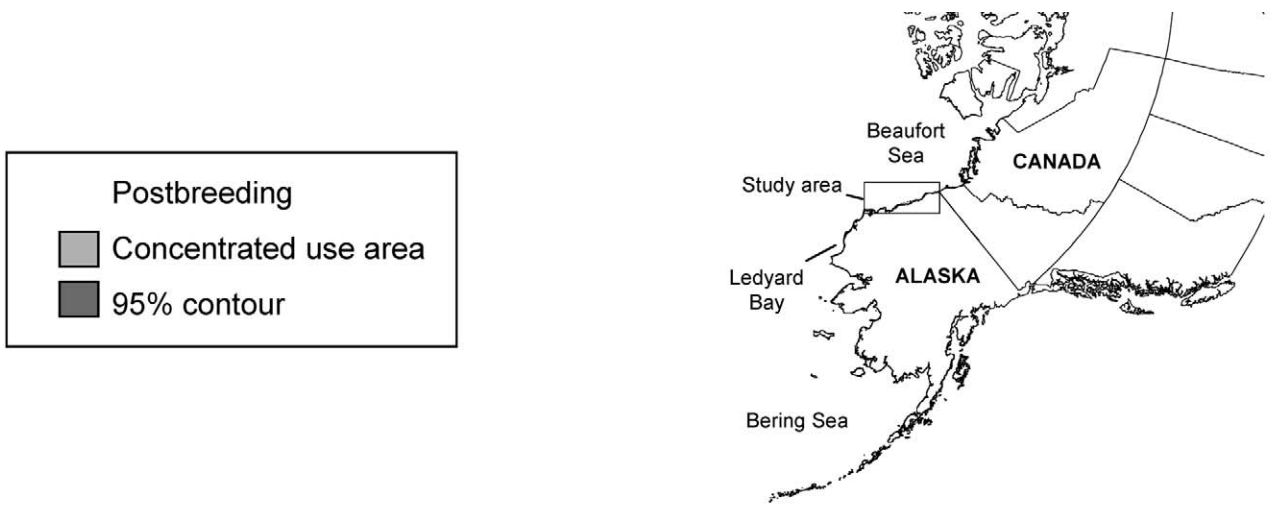 Postbreeding
Concentrated use area
95% contour
Beaufort
Sea
CANADA
Study area
Ledyard
Bay
ALASKA
Bering Sea